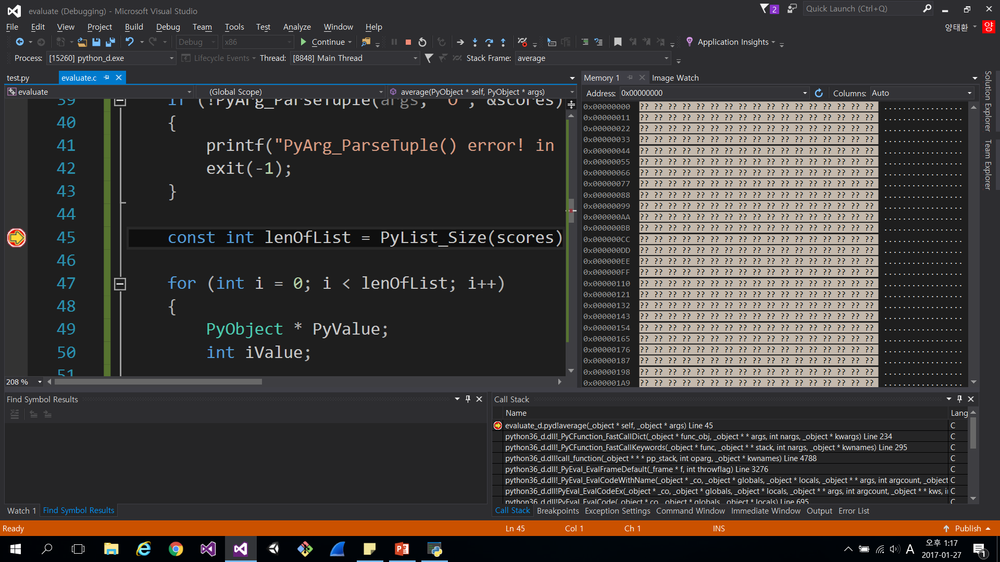 evaluate (Debugging) - Microsoft Visual Studio
2
Quick Launch (Ctrl+Q)
File Edit View Project Build Debug Team Tools Test Analyze Window Help
양태환
양
Debug x86 Continue Application Insights
Process: [15260] python_d.exe Lifecycle Events Thread: [8848] Main Thread Stack Frame: average
test.py evaluate.c
evaluate (Global Scope) average(PyObject * self, PyObject * args)
39 if (!PyArg_ParseTuple(args, "O", &scores)
40 {
41 printf("PyArg_ParseTuple() error! in
42 exit(-1);
43 }
44
45 const int lenOfList = PyList_Size(scores)
46
47 for (int i = 0; i < lenOfList; i++)
48 {
49 PyObject * PyValue;
50 int iValue;
51
208 %
Memory 1 Image Watch
Address: 0x00000000 Columns: Auto
0x00000000 ?? ?? ?? ?? ?? ?? ?? ?? ?? ?? ?? ?? ?? ?? ?? ?? ?? .................
0x00000011 ?? ?? ?? ?? ?? ?? ?? ?? ?? ?? ?? ?? ?? ?? ?? ?? ?? .................
0x00000022 ?? ?? ?? ?? ?? ?? ?? ?? ?? ?? ?? ?? ?? ?? ?? ?? ?? .................
0x00000033 ?? ?? ?? ?? ?? ?? ?? ?? ?? ?? ?? ?? ?? ?? ?? ?? ?? .................
0x00000044 ?? ?? ?? ?? ?? ?? ?? ?? ?? ?? ?? ?? ?? ?? ?? ?? ?? .................
0x00000055 ?? ?? ?? ?? ?? ?? ?? ?? ?? ?? ?? ?? ?? ?? ?? ?? ?? .................
0x00000066 ?? ?? ?? ?? ?? ?? ?? ?? ?? ?? ?? ?? ?? ?? ?? ?? ?? .................
0x00000077 ?? ?? ?? ?? ?? ?? ?? ?? ?? ?? ?? ?? ?? ?? ?? ?? ?? .................
0x00000088 ?? ?? ?? ?? ?? ?? ?? ?? ?? ?? ?? ?? ?? ?? ?? ?? ?? .................
0x00000099 ?? ?? ?? ?? ?? ?? ?? ?? ?? ?? ?? ?? ?? ?? ?? ?? ?? .................
0x000000AA ?? ?? ?? ?? ?? ?? ?? ?? ?? ?? ?? ?? ?? ?? ?? ?? ?? .................
0x000000BB ?? ?? ?? ?? ?? ?? ?? ?? ?? ?? ?? ?? ?? ?? ?? ?? ?? .................
0x000000CC ?? ?? ?? ?? ?? ?? ?? ?? ?? ?? ?? ?? ?? ?? ?? ?? ?? .................
0x000000DD ?? ?? ?? ?? ?? ?? ?? ?? ?? ?? ?? ?? ?? ?? ?? ?? ?? .................
0x000000EE ?? ?? ?? ?? ?? ?? ?? ?? ?? ?? ?? ?? ?? ?? ?? ?? ?? .................
0x000000FF ?? ?? ?? ?? ?? ?? ?? ?? ?? ?? ?? ?? ?? ?? ?? ?? ?? .................
0x00000110 ?? ?? ?? ?? ?? ?? ?? ?? ?? ?? ?? ?? ?? ?? ?? ?? ?? .................
0x00000121 ?? ?? ?? ?? ?? ?? ?? ?? ?? ?? ?? ?? ?? ?? ?? ?? ?? .................
0x00000132 ?? ?? ?? ?? ?? ?? ?? ?? ?? ?? ?? ?? ?? ?? ?? ?? ?? .................
0x00000143 ?? ?? ?? ?? ?? ?? ?? ?? ?? ?? ?? ?? ?? ?? ?? ?? ?? .................
0x00000154 ?? ?? ?? ?? ?? ?? ?? ?? ?? ?? ?? ?? ?? ?? ?? ?? ?? .................
0x00000165 ?? ?? ?? ?? ?? ?? ?? ?? ?? ?? ?? ?? ?? ?? ?? ?? ?? .................
0x00000176 ?? ?? ?? ?? ?? ?? ?? ?? ?? ?? ?? ?? ?? ?? ?? ?? ?? .................
0x00000187 ?? ?? ?? ?? ?? ?? ?? ?? ?? ?? ?? ?? ?? ?? ?? ?? ?? .................
0x00000198 ?? ?? ?? ?? ?? ?? ?? ?? ?? ?? ?? ?? ?? ?? ?? ?? ?? .................
0x000001A9 ?? ?? ?? ?? ?? ?? ?? ?? ?? ?? ?? ?? ?? ?? ?? ?? ?? .................
Solution Explorer
Team Explorer
Find Symbol Results
Watch 1 Find Symbol Results
Call Stack
Name Lang
evaluate_d.pyd!average(_object * self, _object * args) Line 45 C
python36_d.dll!_PyCFunction_FastCallDict(_object * func_obj, _object * * args, int nargs, _object * kwargs) Line 234 C
python36_d.dll!_PyCFunction_FastCallKeywords(_object * func, _object * * stack, int nargs, _object * kwnames) Line 295 C
python36_d.dll!call_function(_object * * * pp_stack, int oparg, _object * kwnames) Line 4788 C
python36_d.dll!_PyEval_EvalFrameDefault(_frame * f, int throwflag) Line 3276 C
python36_d.dll!_PyEval_EvalCodeWithName(_object * _co, _object * globals, _object * locals, _object * * args, int argcount, _object C
python36_d.dll!PyEval_EvalCodeEx(_object * _co, _object * globals, _object * locals, _object * * args, int argcount, _object * * kws, i C
python36_d.dll!PyEval_EvalCode(_object * co, _object * globals, _object * locals) Line 695 C
Call Stack Breakpoints Exception Settings Command Window Immediate Window Output Error List
Ready Ln 45 Col 1 Ch 1 INS Publish
A 오후 1:17
2017-01-27
1